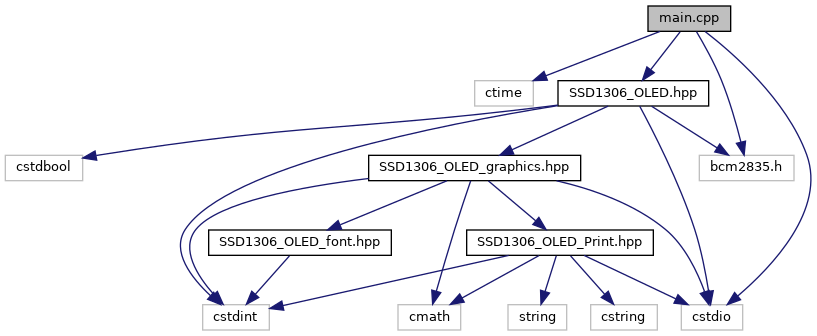 main.cpp
ctime
SSD1306_OLED.hpp
cstdbool
SSD1306_OLED_graphics.hpp
bcm2835.h
SSD1306_OLED_font.hpp
SSD1306_OLED_Print.hpp
cstdint
cmath
string
cstring
cstdio